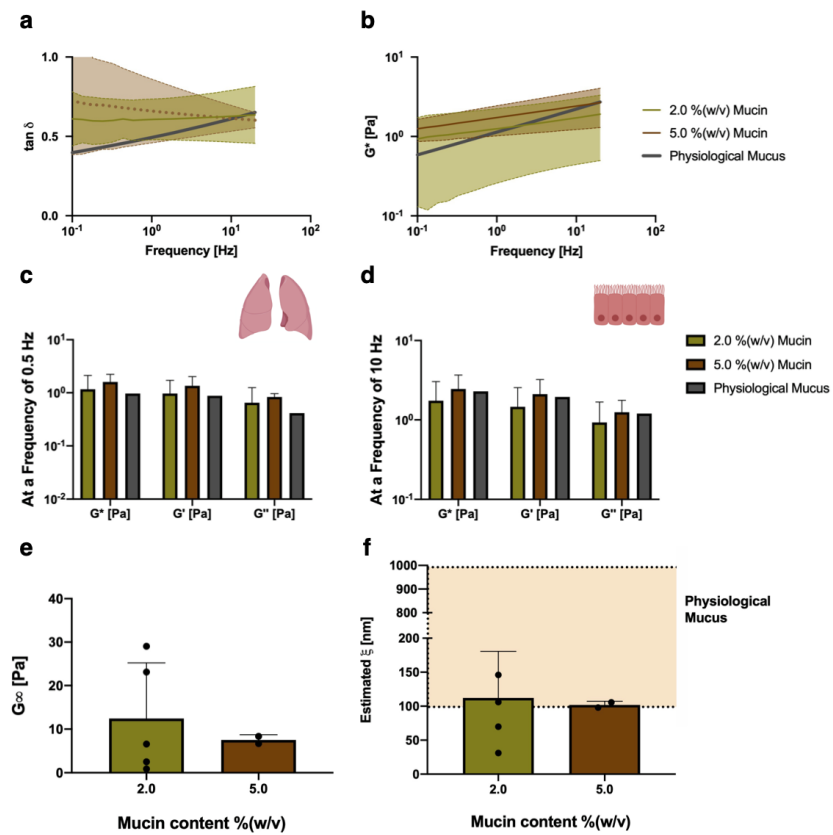 a
1.0
0.5
0.0
tan δ
10-1
100
101
102
Frequency [Hz]
b
101
100
10-1
G* [Pa]
10-1
100
101
102
Frequency [Hz]
2.0 %(w/v) Mucin
5.0 %(w/v) Mucin
Physiological Mucus
c
At a Frequency of 0.5 Hz
101
100
10-1
10-2
G* [Pa]
G' [Pa]
G'' [Pa]
d
At a Frequency of 10 Hz
101
100
10-1
G* [Pa]
G' [Pa]
G'' [Pa]
2.0 %(w/v) Mucin
5.0 %(w/v) Mucin
Physiological Mucus
e
G∞ [Pa]
40
30
20
10
0
2.0
5.0
Mucin content %(w/v)
f
Estimated ξ [nm]
1000
900
800
200
150
100
50
0
2.0
5.0
Mucin content %(w/v)
Physiological
Mucus